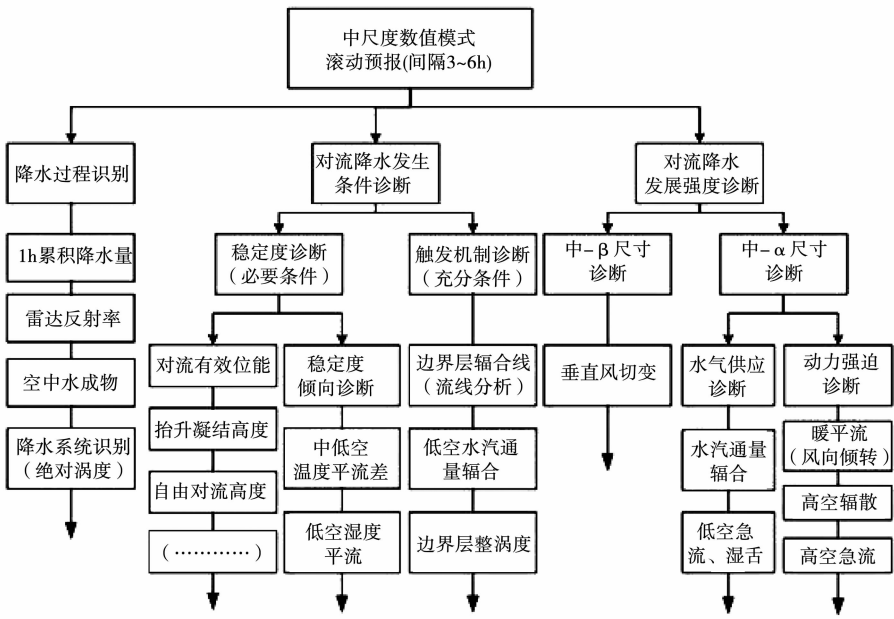 中尺度数值模式
滚动预报(间隔3~6h)
降水过程识别
对流降水发生
条件诊断
对流降水
发展强度诊断
1h累积降水量
稳定度诊断
(必要条件)
触发机制诊断
(充分条件)
中-β尺寸
诊断
中-α尺寸
诊断
雷达反射率
空中水成物
降水系统识别
(绝对涡度)
对流有效位能
抬升凝结高度
自由对流高度
(…………)
稳定度
倾向诊断
中低空
温度平流差
低空湿度
平流
边界层辐合线
(流线分析)
低空水汽通
量辐合
边界层整涡度
垂直风切变
水气供应
诊断
水汽通量
辐合
低空急
流、湿舌
动力强迫
诊断
暖平流
(风向倾转)
高空辐散
高空急流